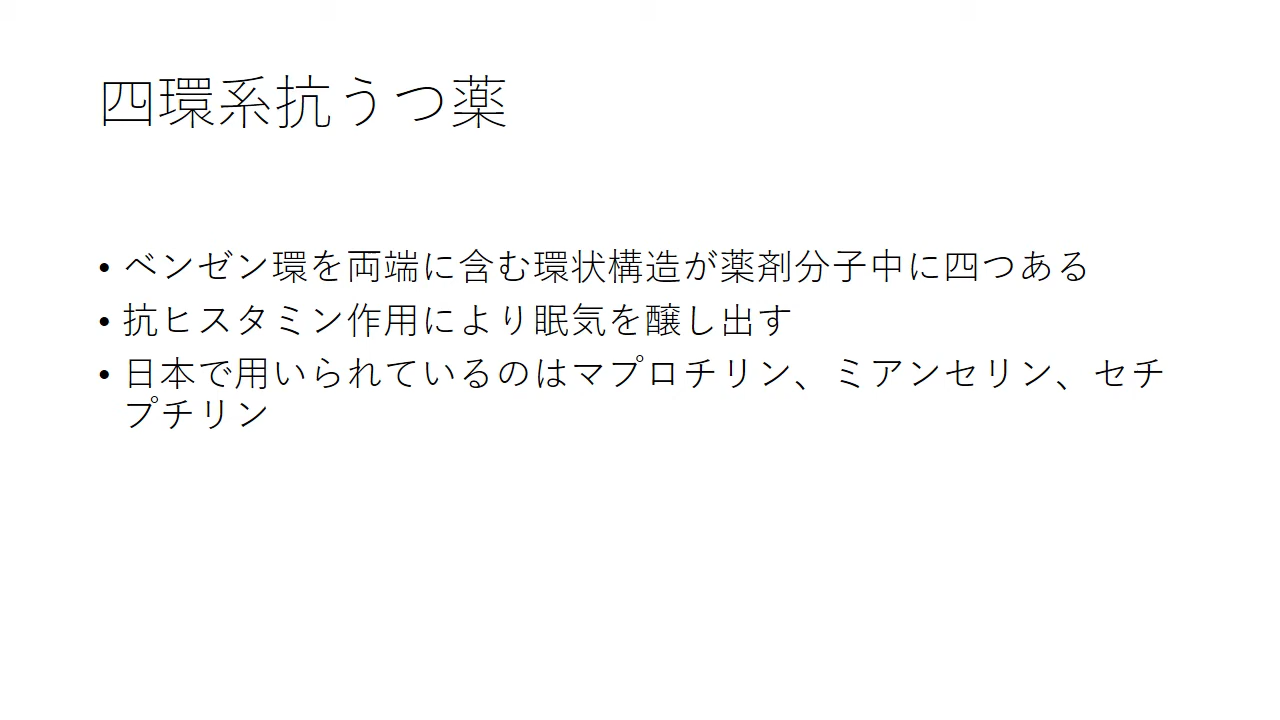 四環系抗うつ薬
• ベンゼン環を両端に含む環状構造が薬剤分子中に四つある
• 抗ヒスタミン作用により眠気を醸し出す
• 日本で用いられているのはマプロチリン、ミアンセリン、セチ
プチリン